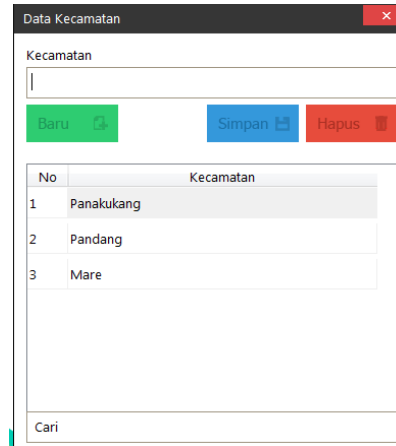 Data Kecamatan
Kecamatan
Baru Simpan Hapus
No Kecamatan
1 Panakukang
2 Pandang
3 Mare
Cari